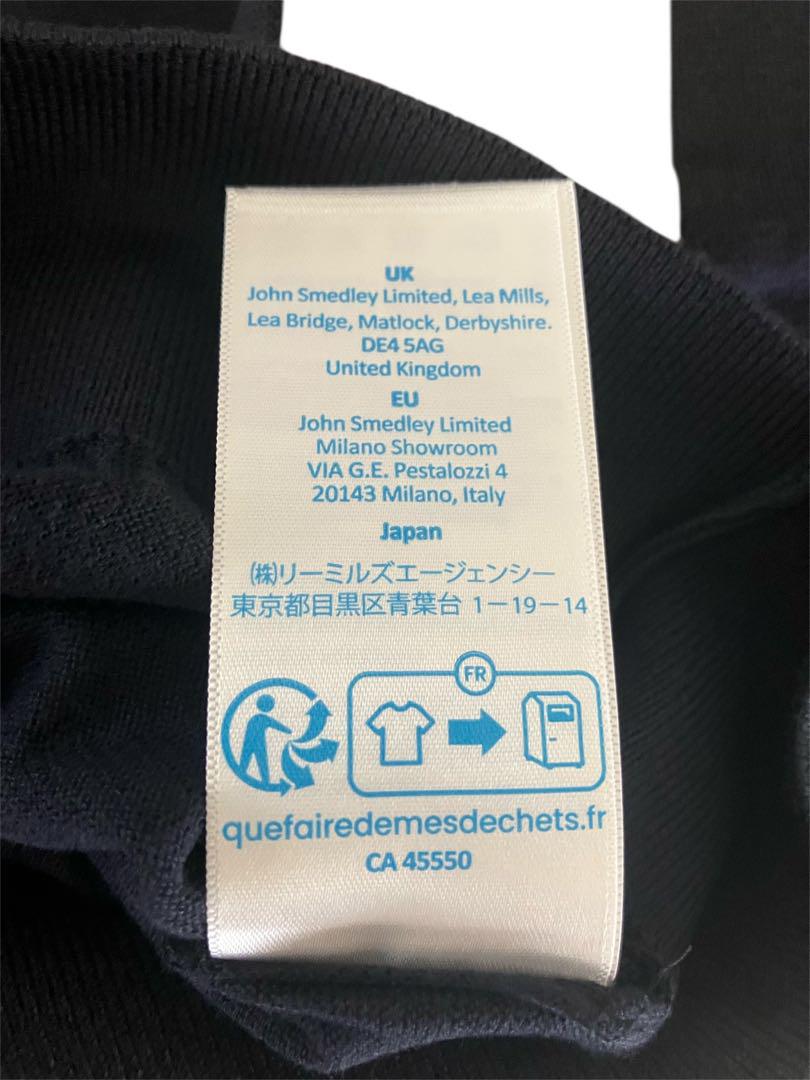 UK
John Smedley Limited, Lea Mills,
Lea Bridge, Matlock, Derbyshire.
DE4 5AG
United Kingdom
EU
John Smedley Limited
Milano Showroom
VIA G.E. Pestalozzi 4
20143 Milano, Italy
Japan
㈱リーミルズエージェンシー
東京都目黒区青葉台 1－19－14
FR
quefairedemesdechets.fr
CA 45550